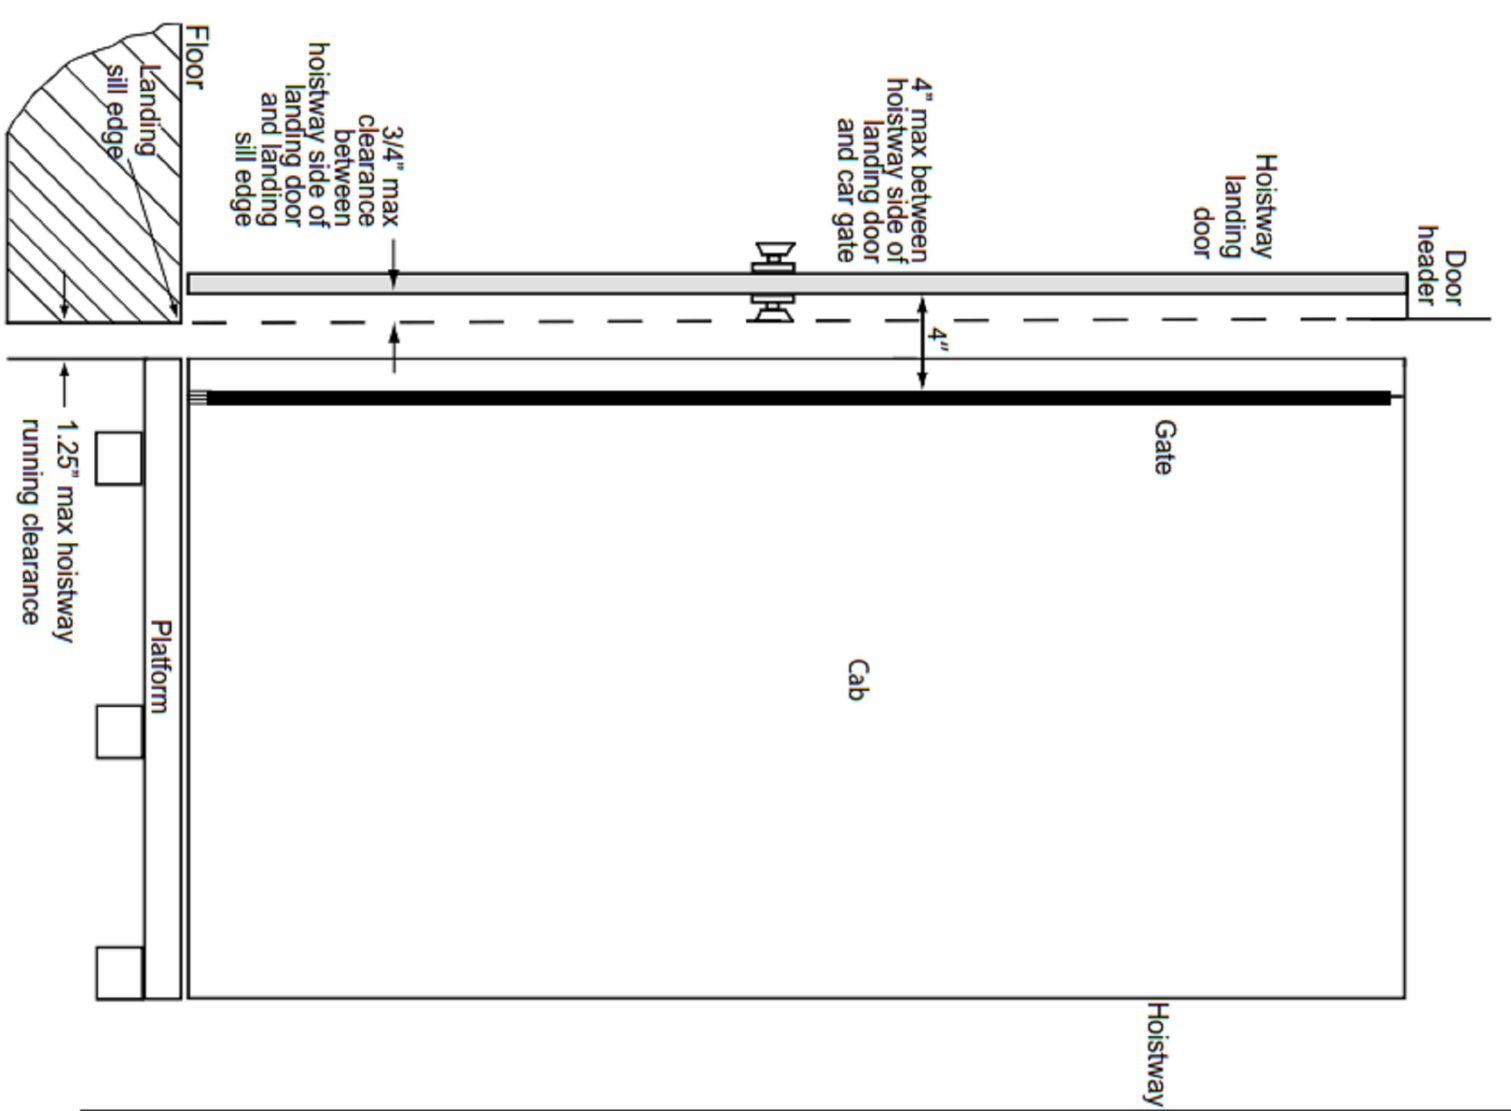 Door
header
Hoistway
landing
door
4” max between
hoistway side of
landing door
and car gate
4”
3/4” max
clearance
between
hoistway side of
landing door
and landing
sill edge
Floor
Landing
sill edge
Gate
Cab
Hoistway
Platform
1.25” max hoistway
running clearance